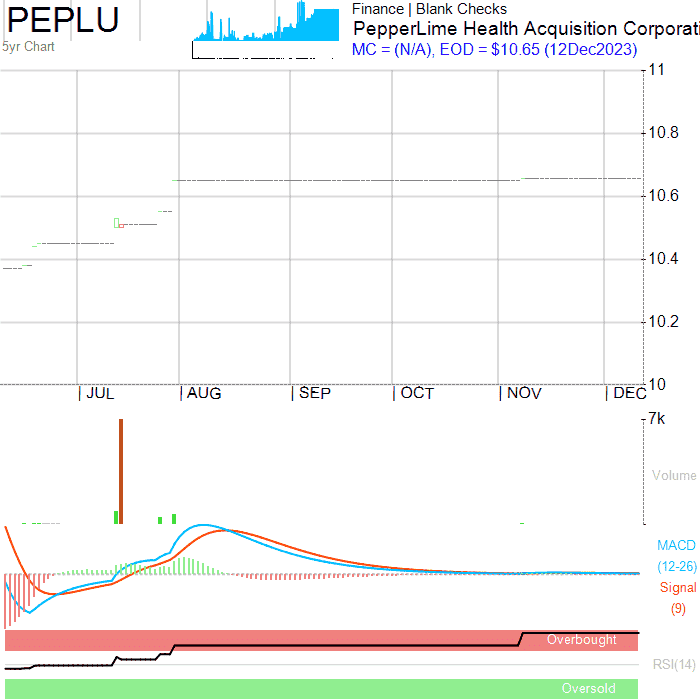 PEPLU
5yr Chart
Finance | Blank Checks
PepperLime Health Acquisition Corporati
MC = (N/A), EOD = $10.65 (12Dec2023)
11
10.8
10.6
10.4
10.2
10
JUL
AUG
SEP
OCT
NOV
DEC
7k
Volume
MACD
(12-26)
Signal
(9)
Overbought
RSI(14)
Oversold